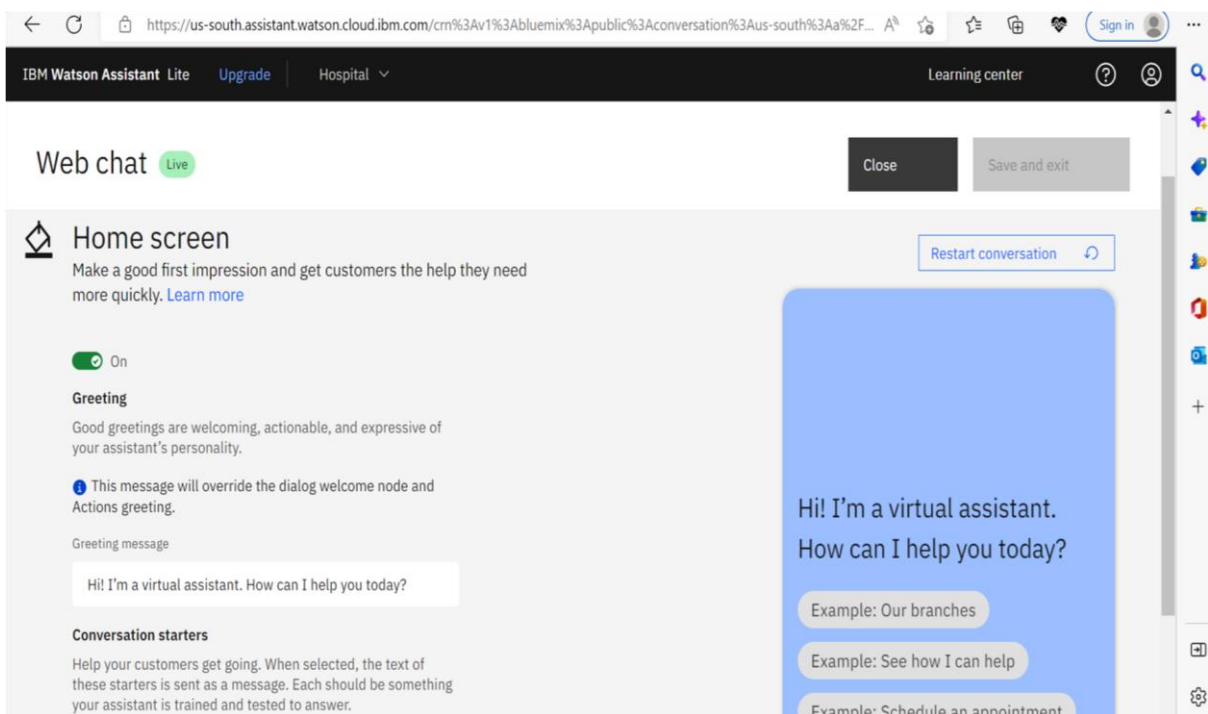 https://us-south.assistant.watson.cloud.ibm.com/crn%3Av1%3Abluemix%3Apublic%3Aconversation%3Aus-south%3Aa%2F...
Sign in
IBM Watson Assistant Lite Upgrade Hospital Learning center
Web chat Live
Close Save and exit
Home screen
Make a good first impression and get customers the help they need
more quickly. Learn more
Restart conversation
On
Greeting
Good greetings are welcoming, actionable, and expressive of
your assistant's personality.
This message will override the dialog welcome node and
Actions greeting.
Greeting message
Hi! I'm a virtual assistant. How can I help you today?
Conversation starters
Help your customers get going. When selected, the text of
these starters is sent as a message. Each should be something
your assistant is trained and tested to answer.
Hi! I'm a virtual assistant.
How can I help you today?
Example: Our branches
Example: See how I can help
Example: Schedule an appointment